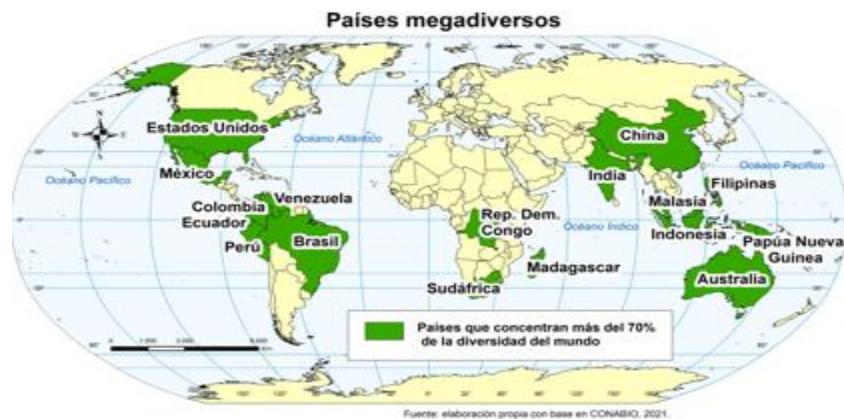 Países megadiversos
Estados Unidos
Océano Atlántico
China
Océano Pacífico
México
Océano Pacífico
India
Filipinas
Venezuela
Colombia
Malasia
Ecuador
Rep. Dem.
Congo
Océano Índico
Perú
Brasil
Indonesia
Papúa Nueva
Guinea
Madagascar
Australia
Sudáfrica
Países que concentran más del 70%
de la diversidad del mundo
Fuente: elaboración propia con base en CONABIO, 2021.